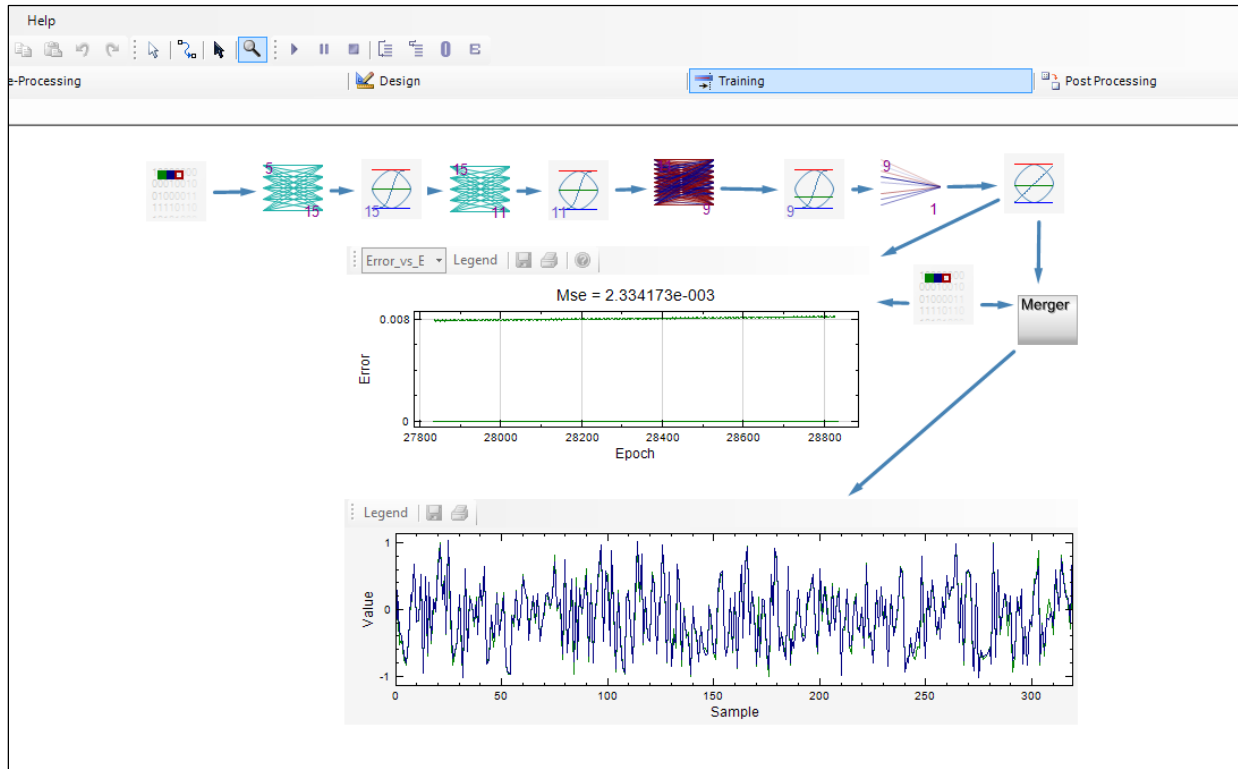 Help
e-Processing
Design
Training
Post Processing
5
15
15
15
11
11
9
9
9
1
Error_vs_E
Legend
Mse = 2.334173e-003
0.008
Error
0
27800 28000 28200 28400 28600 28800
Epoch
Merger
Legend
1
Value
0
-1
0 50 100 150 200 250 300
Sample